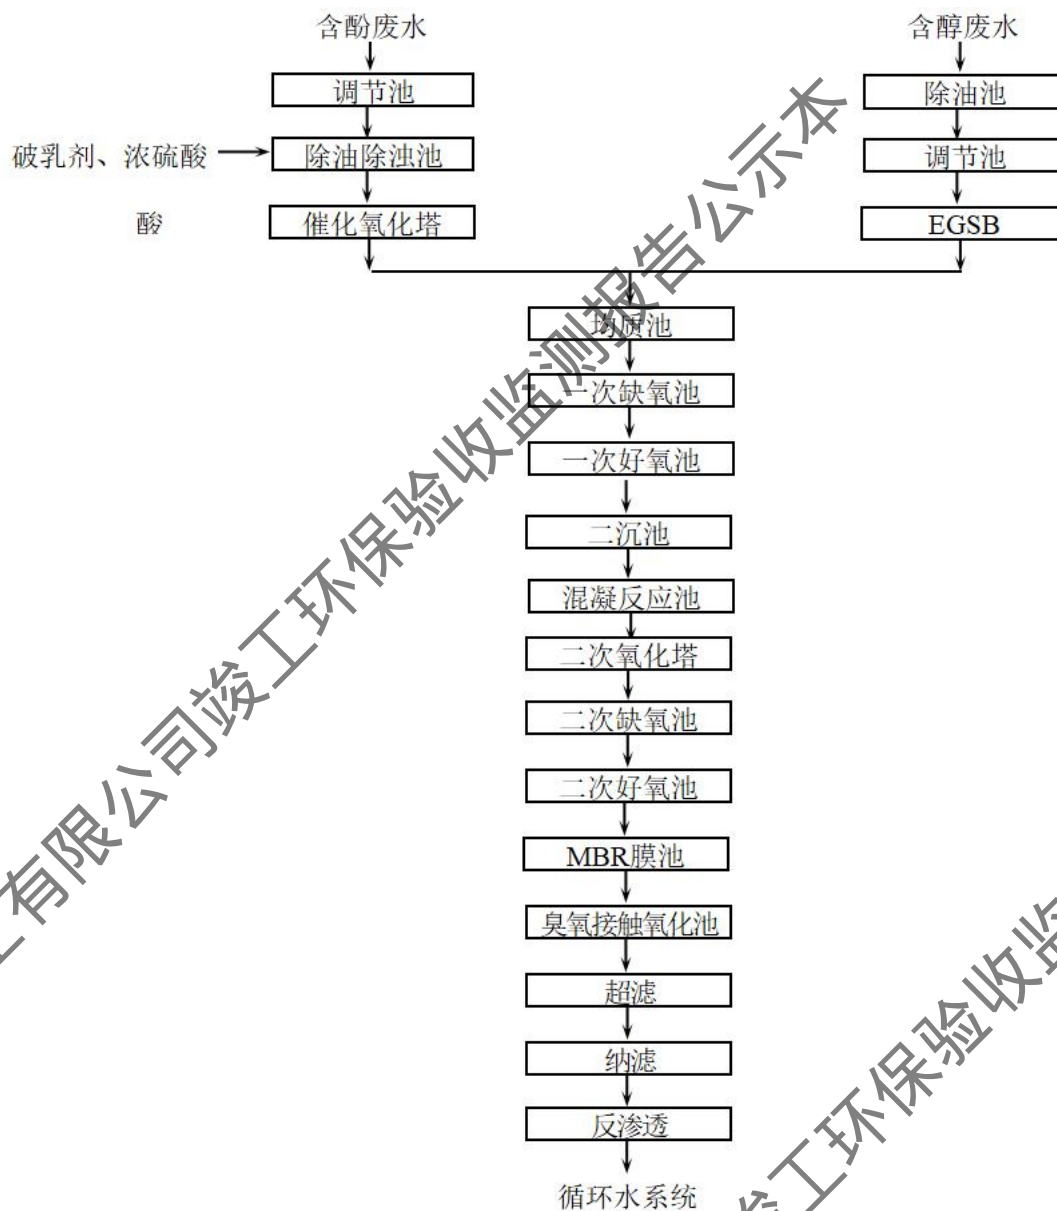 含酚废水
含醇废水
调节池
除油池
破乳剂、浓硫酸
除油除浊池
调节池
酸
催化氧化塔
EGSB
均质池
一次缺氧池
一次好氧池
二沉池
混凝反应池
二次氧化塔
二次缺氧池
二次好氧池
MBR膜池
臭氧接触氧化池
超滤
纳滤
反渗透
循环水系统
工有限公司竣工环保验收监测报告公示本
竣工环保验收监